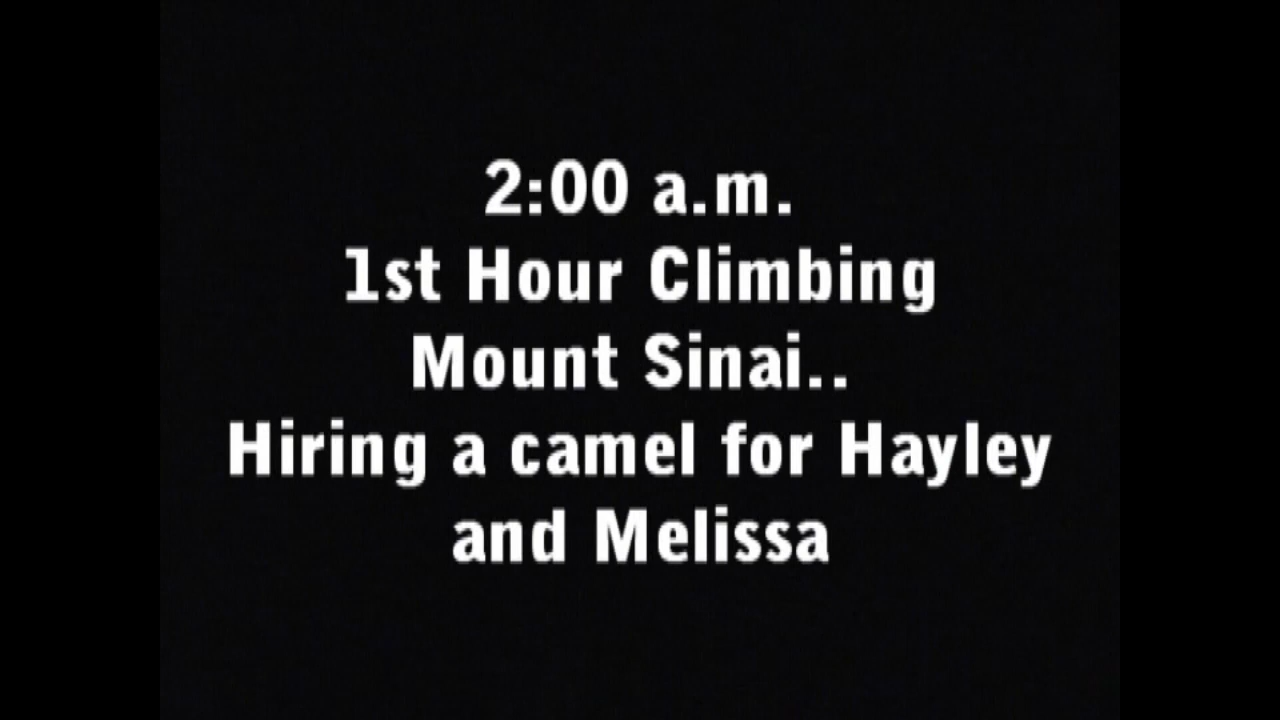 2:00 a.m.
1st Hour Climbing
Mount Sinai..
Hiring a camel for Hayley
and Melissa